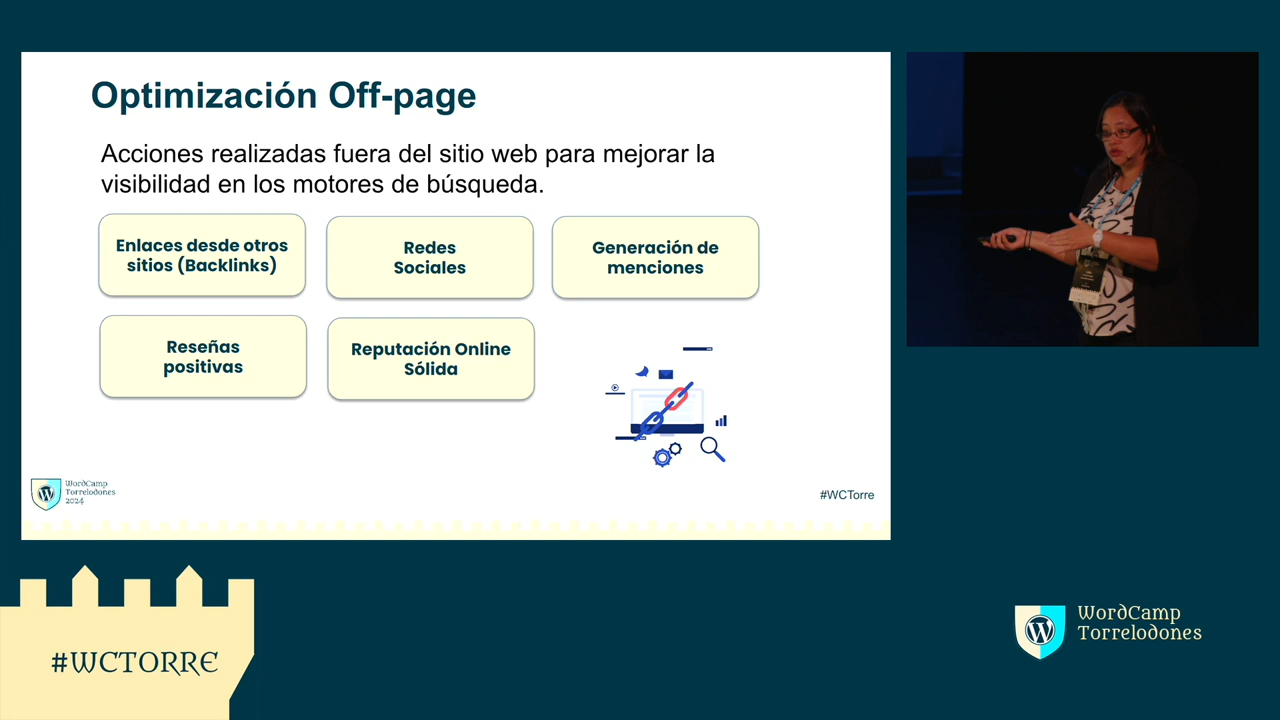 Optimización Off-page
Acciones realizadas fuera del sitio web para mejorar la
visibilidad en los motores de búsqueda.
Enlaces desde otros
sitios (Backlinks)
Redes
Sociales
Generación de
menciones
Reseñas
positivas
Reputación Online
Sólida
WordCamp
Torrelodones
2024
#WCTorre
#WCTORRE
WordCamp
Torrelodones